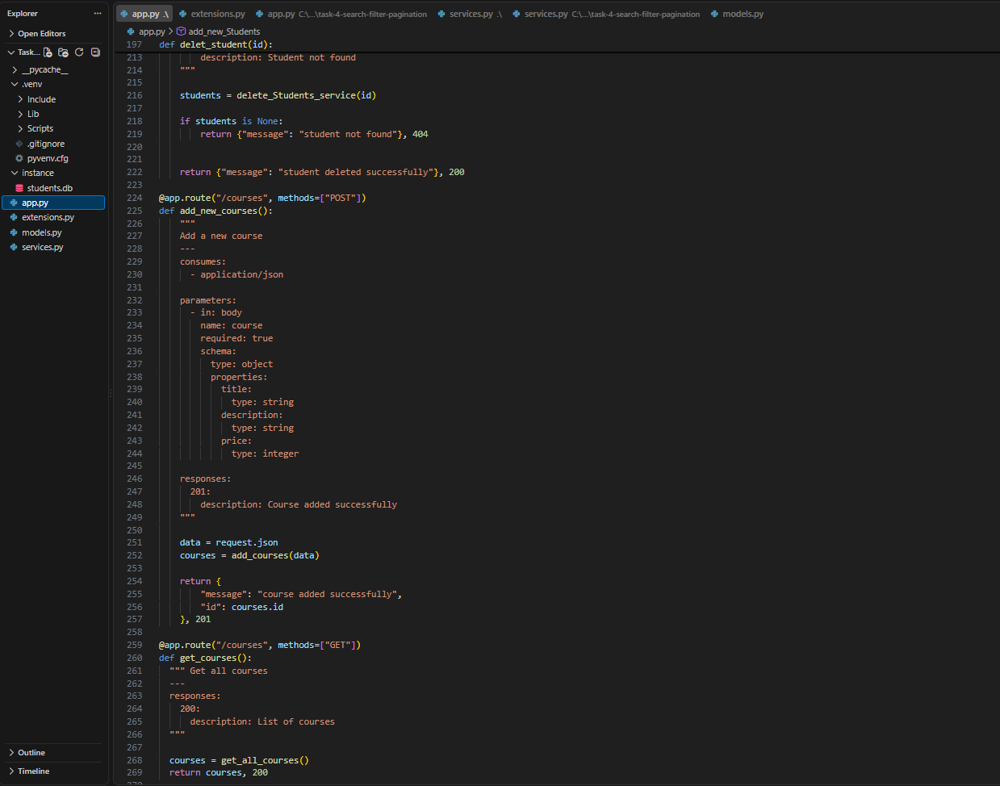 Explorer
Open Editors
Task...
__pycache__
.venv
Include
Lib
Scripts
.gitignore
pyvenv.cfg
instance
students.db
app.py
extensions.py
models.py
services.py
Outline
Timeline
app.py .\
extensions.py
app.py C:\...\task-4-search-filter-pagination
services.py .\
services.py C:\...\task-4-search-filter-pagination
models.py
app.py > add_new_Students
197 def delet_student(id):
213 description: Student not found
214 """
215
216 students = delete_Students_service(id)
217
218 if students is None:
219 return {"message": "student not found"}, 404
220
221
222 return {"message": "student deleted successfully"}, 200
223
224 @app.route("/courses", methods=["POST"])
225 def add_new_courses():
226 """
227 Add a new course
228 ---
229 consumes:
230 - application/json
231
232 parameters:
233 - in: body
234 name: course
235 required: true
236 schema:
237 type: object
238 properties:
239 title:
240 type: string
241 description:
242 type: string
243 price:
244 type: integer
245
246 responses:
247 201:
248 description: Course added successfully
249 """
250
251 data = request.json
252 courses = add_courses(data)
253
254 return {
255 "message": "course added successfully",
256 "id": courses.id
257 }, 201
258
259 @app.route("/courses", methods=["GET"])
260 def get_courses():
261 """ Get all courses
262 ---
263 responses:
264 200:
265 description: List of courses
266 """
267
268 courses = get_all_courses()
269 return courses, 200